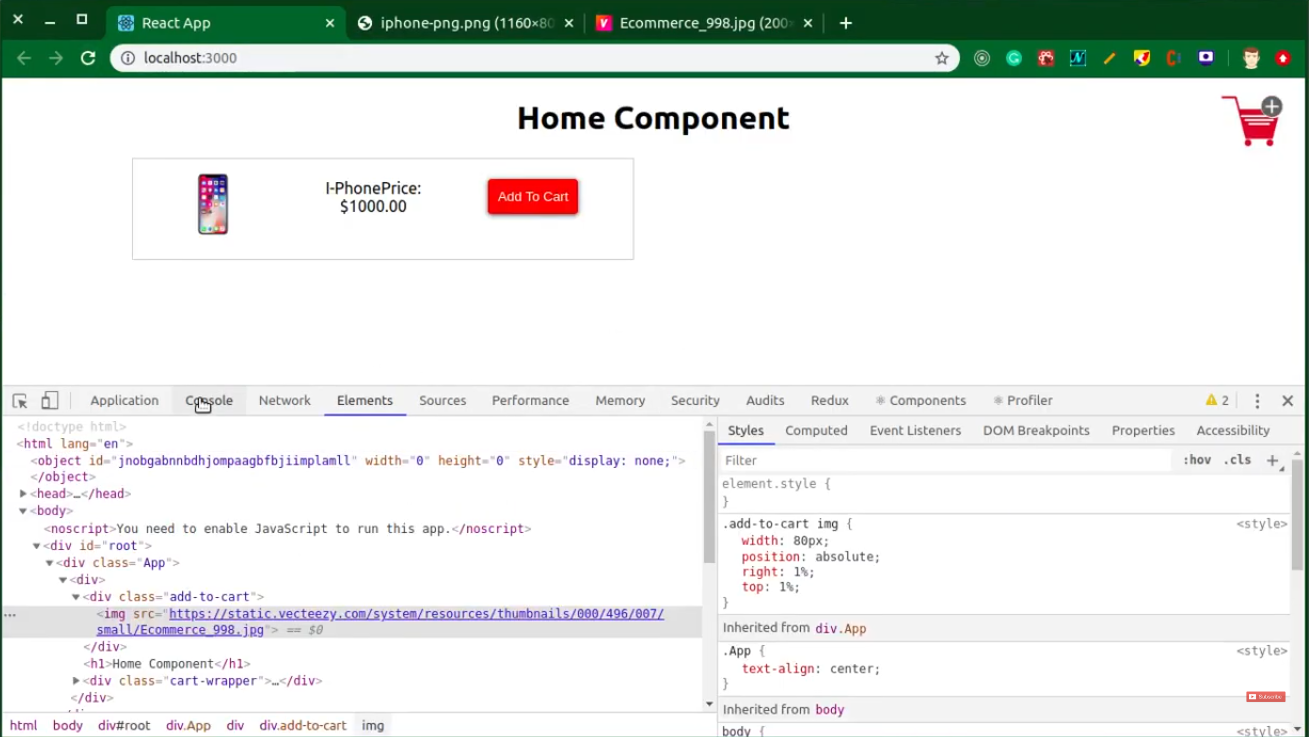 React App
iphone-png.png (1160×80
Ecommerce_998.jpg (200×
localhost:3000
Home Component
I-PhonePrice:
$1000.00
Add To Cart
Application Console Network Elements Sources Performance Memory Security Audits Redux Components Profiler 2
<!doctype html>
<html lang="en">
<object id="jnobgabnnbdhjompaagbfbjiimplamll" width="0" height="0" style="display: none;">
</object>
<head>…</head>
<body>
<noscript>You need to enable JavaScript to run this app.</noscript>
<div id="root">
<div class="App">
<div>
<div class="add-to-cart">
<img src="https://static.vecteezy.com/system/resources/thumbnails/000/496/007/
small/Ecommerce_998.jpg"> == $0
</div>
<h1>Home Component</h1>
<div class="cart-wrapper">…</div>
</div>
html body div#root div.App div div.add-to-cart img
Styles Computed Event Listeners DOM Breakpoints Properties Accessibility
Filter :hov .cls +
element.style {
}
.add-to-cart img { <style>
width: 80px;
position: absolute;
right: 1%;
top: 1%;
}
Inherited from div.App
.App { <style>
text-align: center;
}
Subscribe
Inherited from body
body { <style>